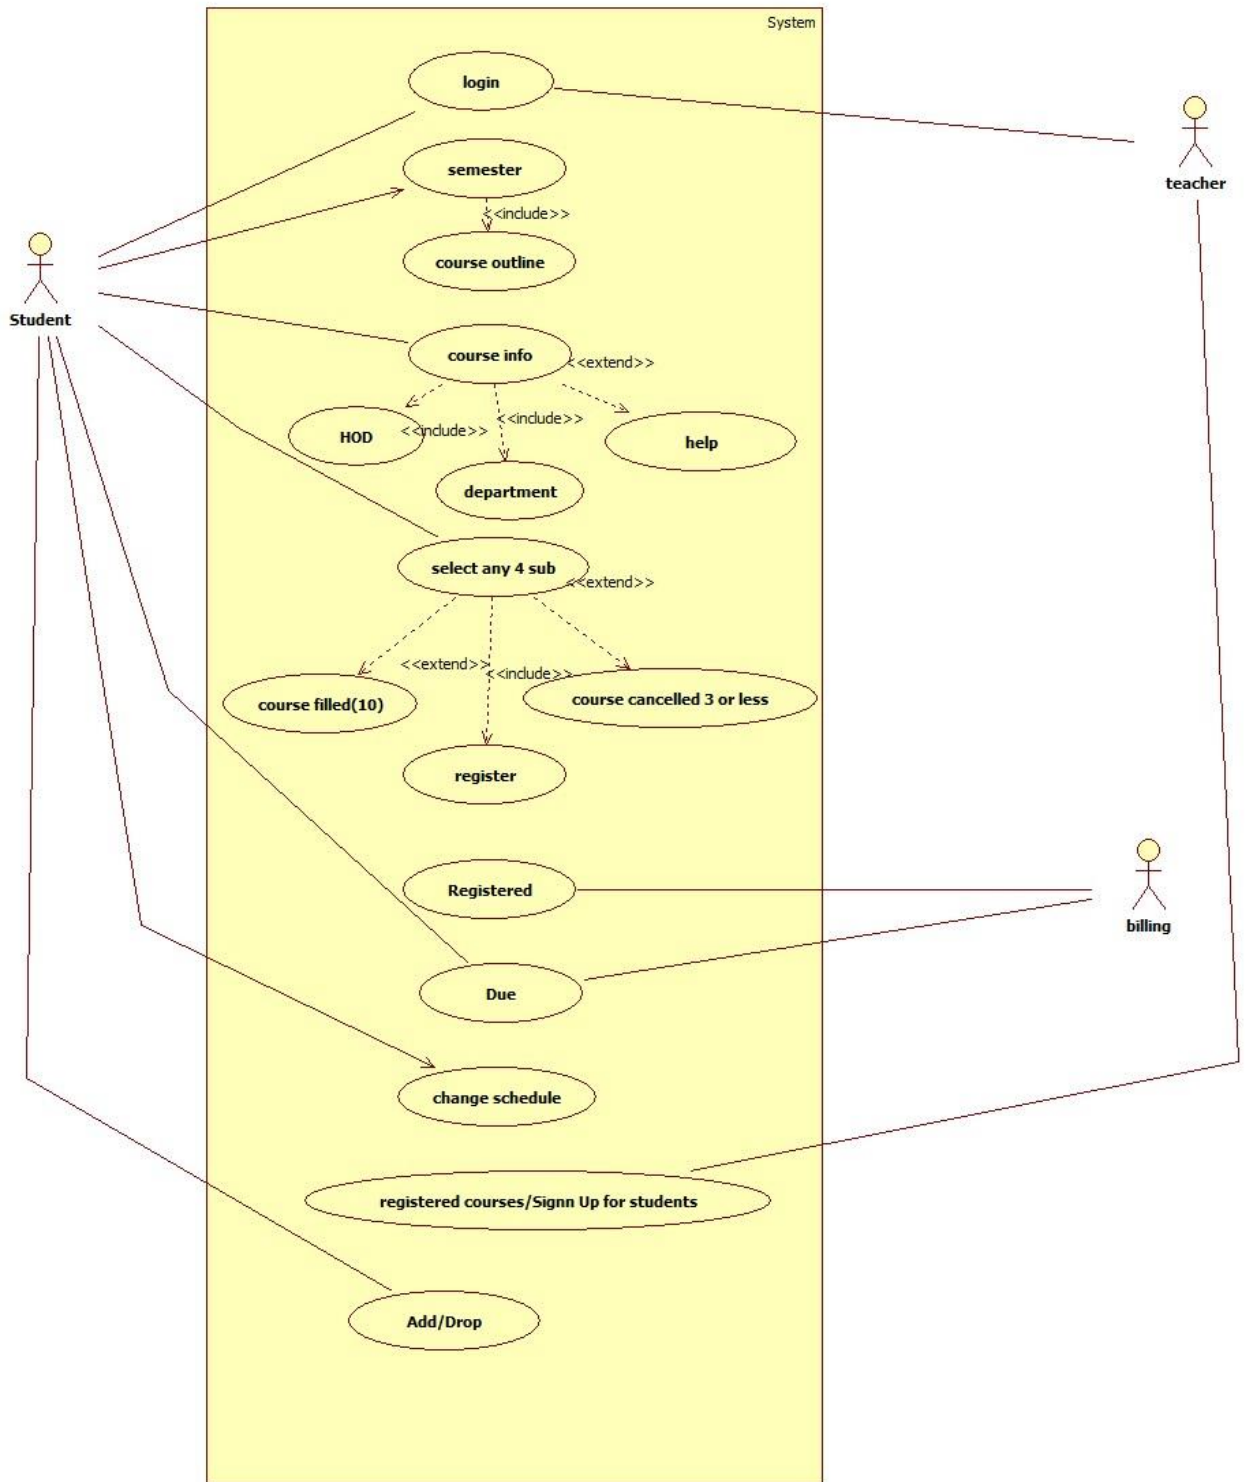 System
login
teacher
semester
<<include>>
course outline
Student
course info
<<extend>>
HOD
<<include>>
<<include>>
help
department
select any 4 sub
<<extend>>
<<extend>>
<<include>>
course filled(10)
course cancelled 3 or less
register
Registered
billing
Due
change schedule
registered courses/Signn Up for students
Add/Drop